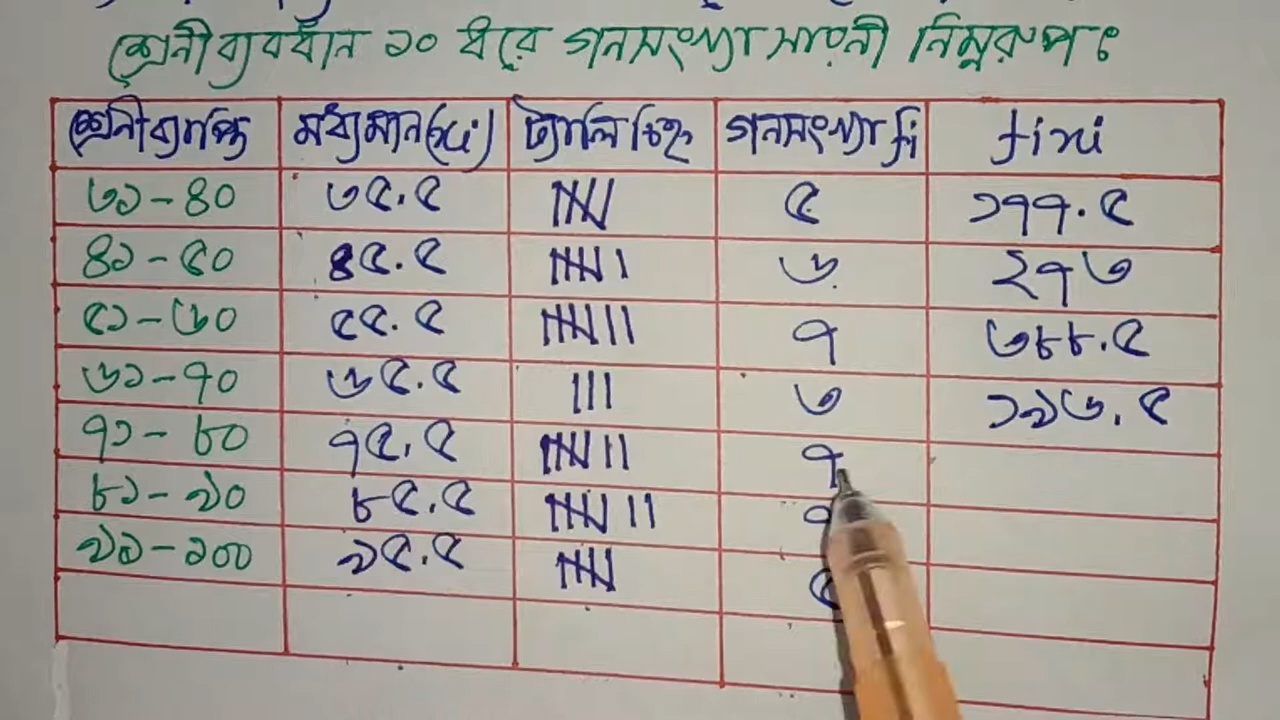 শ্রেনীব্যবধান ১০ ধরে গনসংখ্যা সারনী নিম্নরূপঃ
শ্রেনীব্যাপ্তি মধ্যমান(xi) ট্যালি চিহ্ন গনসংখ্যা fi fixi
৩১-৪০ ৩৫.৫ ৫ ১৭৭.৫
৪১-৫০ ৪৫.৫ ৬ ২৭৩
৫১-৬০ ৫৫.৫ ৭ ৩৮৮.৫
৬১-৭০ ৬৫.৫ ||| ৩ ১৯৬.৫
৭১-৮০ ৭৫.৫ ৭
৮১-৯০ ৮৫.৫
৯১-১০০ ৯৫.৫